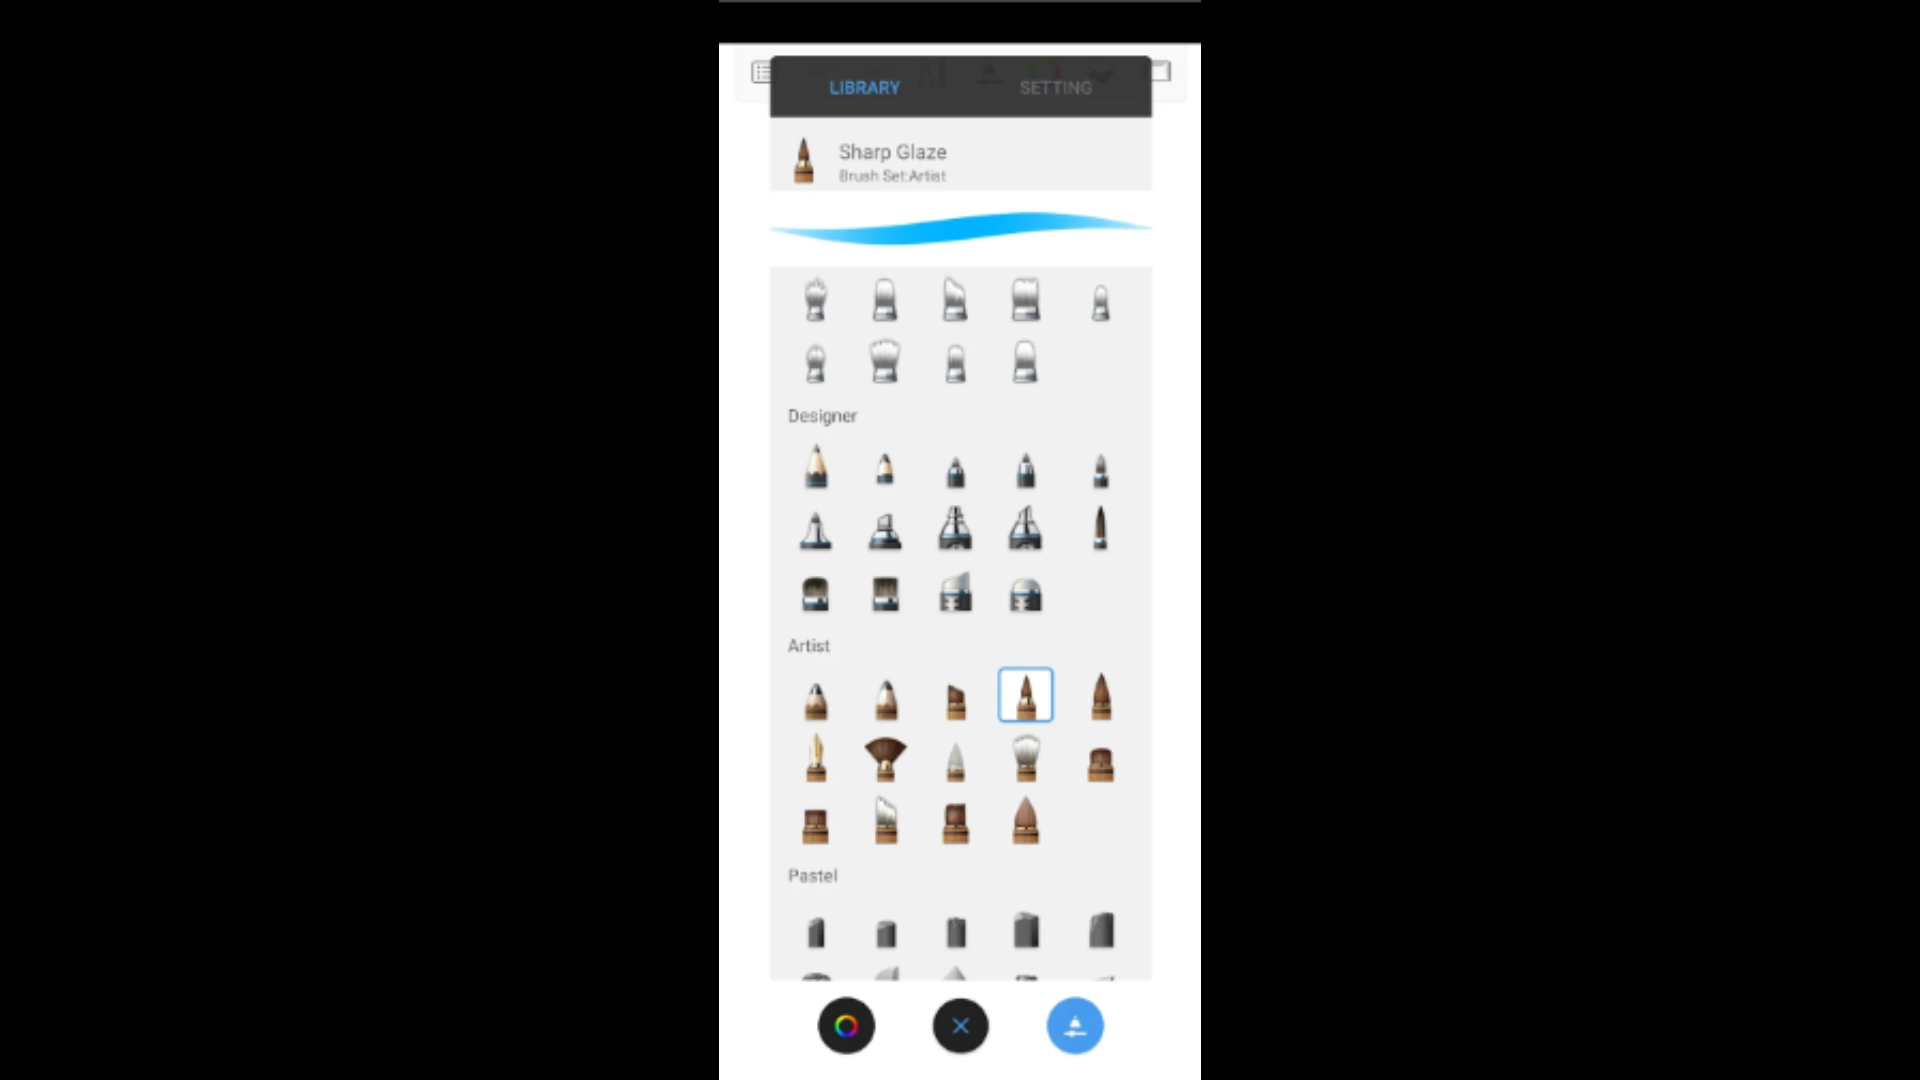 LIBRARY
SETTING
Sharp Glaze
Brush Set:Artist
Designer
Artist
Pastel